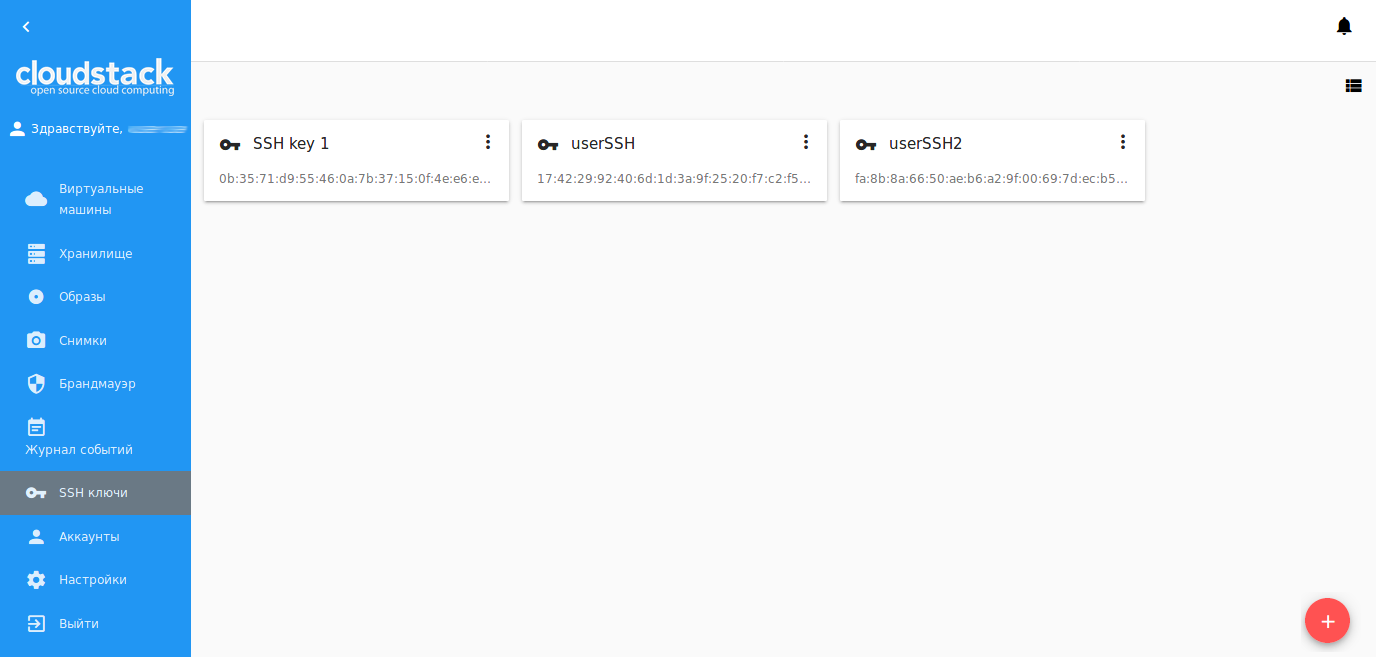 cloudstack
open source cloud computing
Здравствуйте,
Виртуальные
машины
Хранилище
Образы
Снимки
Брандмауэр
Журнал событий
SSH ключи
Аккаунты
Настройки
Выйти
SSH key 1
0b:35:71:d9:55:46:0a:7b:37:15:0f:4e:e6:e...
userSSH
17:42:29:92:40:6d:1d:3a:9f:25:20:f7:c2:f5...
userSSH2
fa:8b:8a:66:50:ae:b6:a2:9f:00:69:7d:ec:b5...